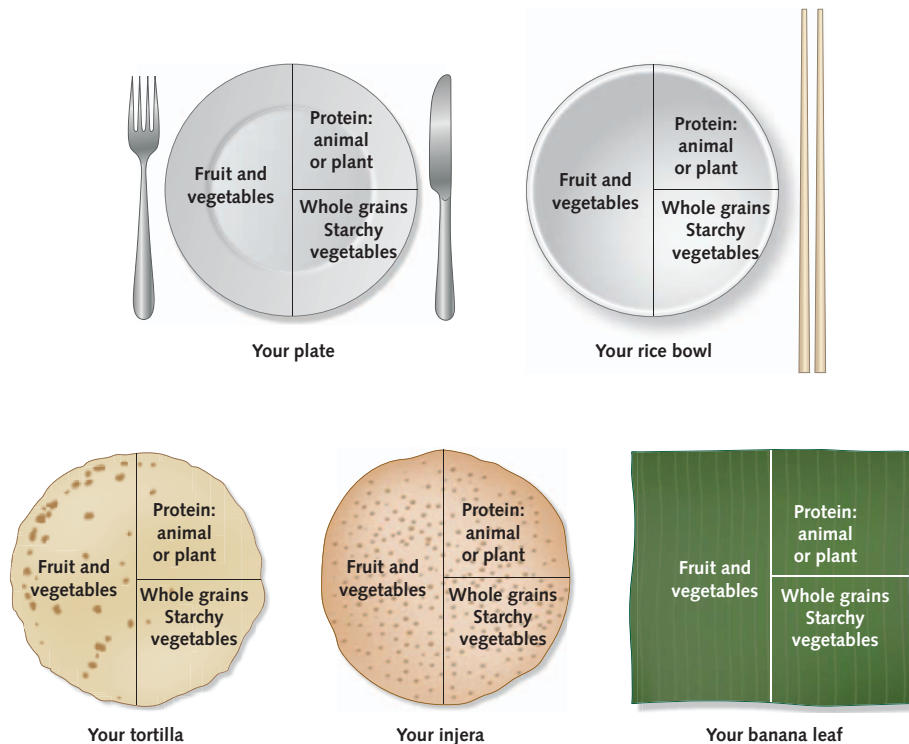 Fruit and
vegetables
Protein:
animal
or plant
Whole grains
Starchy
vegetables
Your plate
Fruit and
vegetables
Protein:
animal
or plant
Whole grains
Starchy
vegetables
Your rice bowl
Fruit and
vegetables
Protein:
animal
or plant
Whole grains
Starchy
vegetables
Your tortilla
Fruit and
vegetables
Protein:
animal
or plant
Whole grains
Starchy
vegetables
Your injera
Fruit and
vegetables
Protein:
animal
or plant
Whole grains
Starchy
vegetables
Your banana leaf